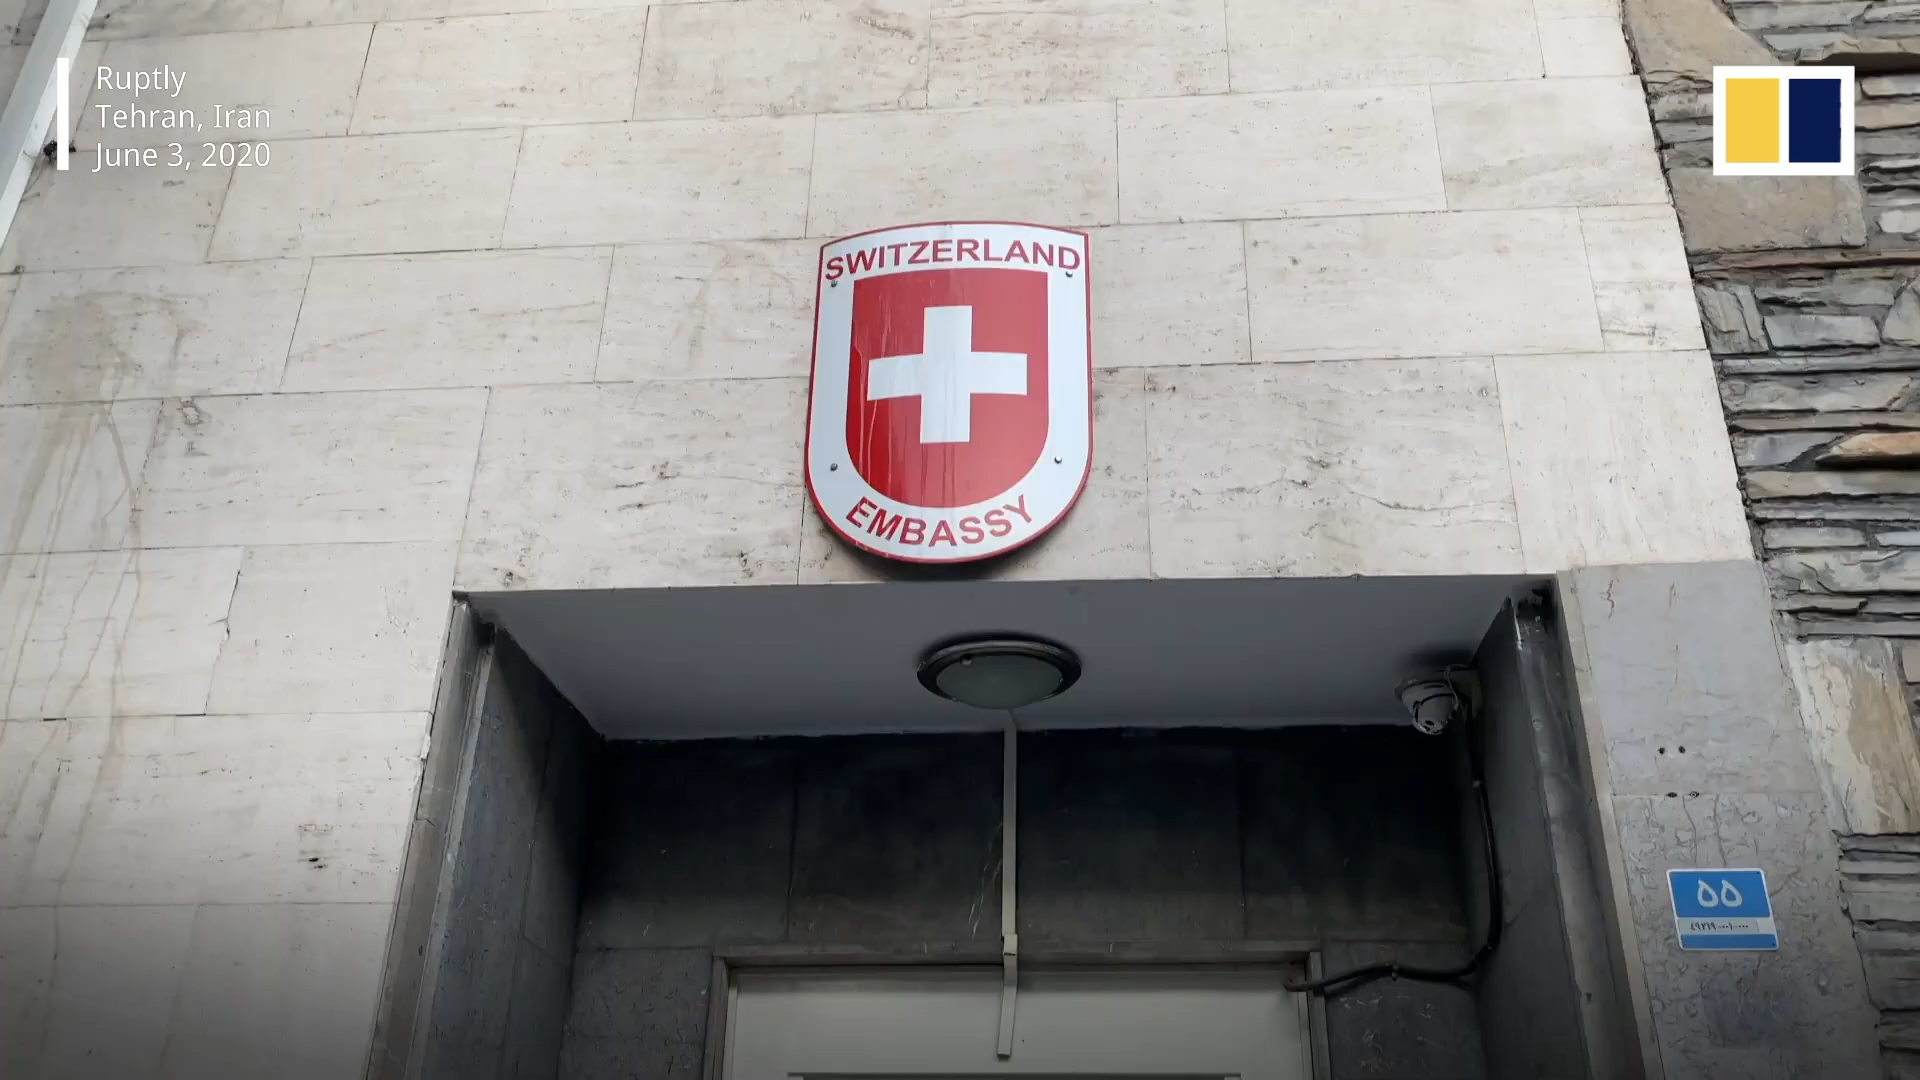 Ruptly
Tehran, Iran
June 3, 2020
SWITZERLAND
EMBASSY
۵۵